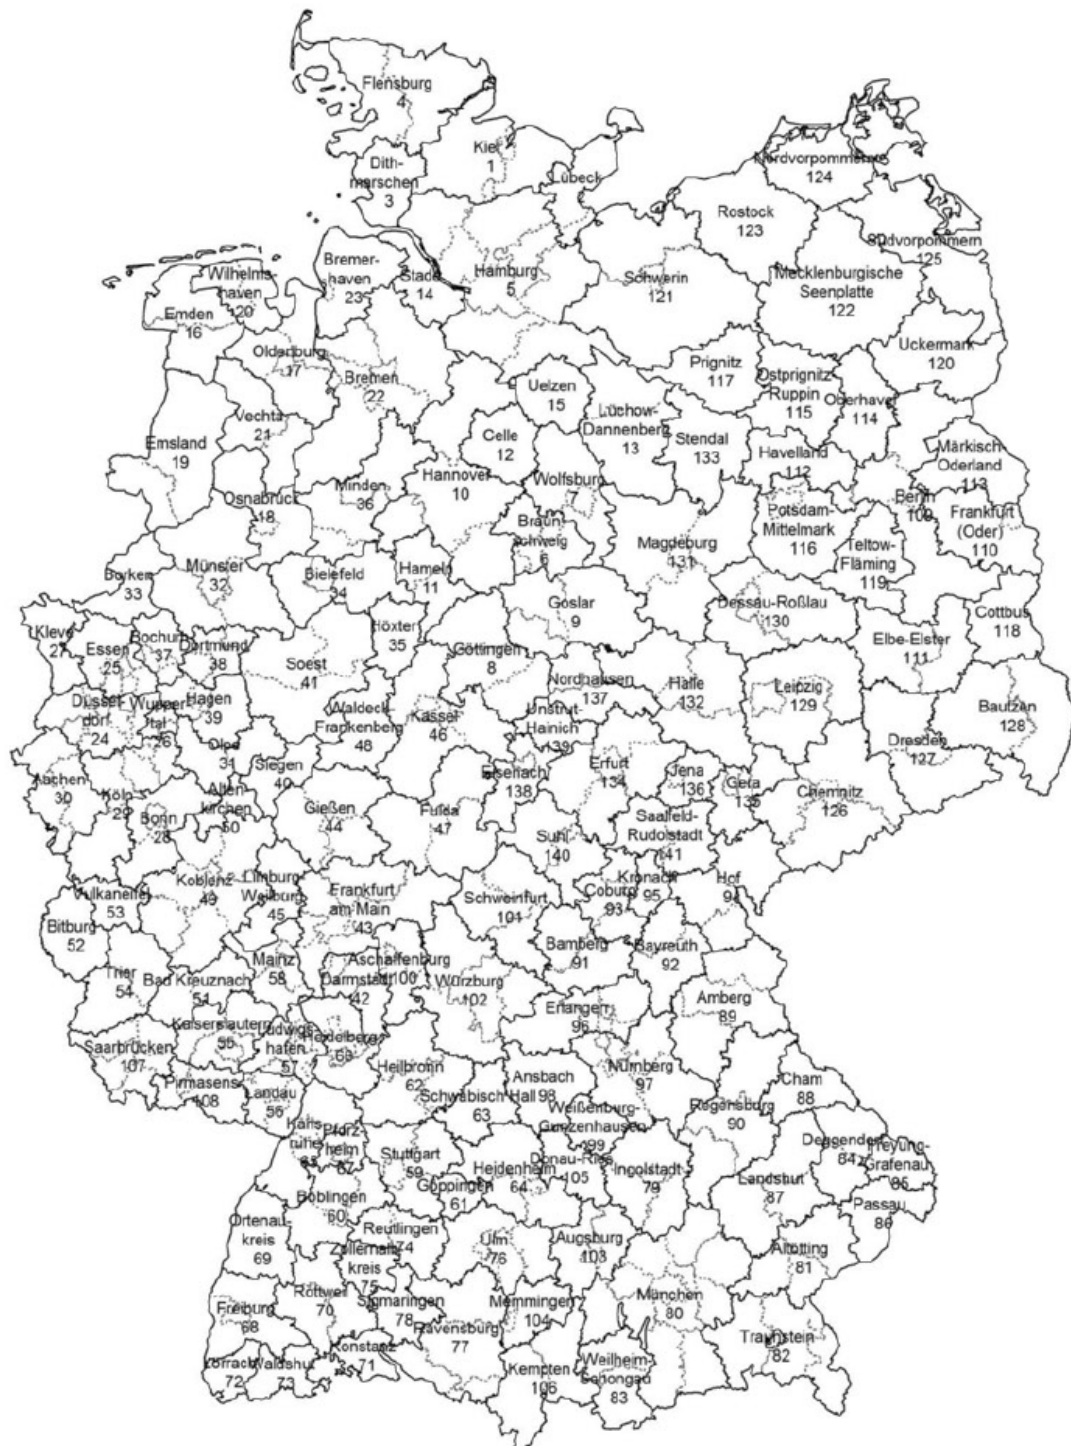 Flensburg
4
Kiel
1
Dith-
marschen
3
Lübeck
Nordvorpommern
124
Rostock
123
Südvorpommern
125
Wilhelms-
haven
20
Bremer-
haven
23
Stade
14
Hamburg
5
Schwerin
121
Mecklenburgische
Seenplatte
122
Emden
16
Oldenburg
17
Bremen
22
Uelzen
15
Prignitz
117
Ostprignitz-
Ruppin
115
Oberhavel
114
Uckermark
120
Vechta
21
Emsland
19
Celle
12
Lüchow-
Dannenberg
13
Stendal
133
Havelland
112
Märkisch-
Oderland
113
Osnabrück
18
Minden
36
Hannover
10
Wolfsburg
7
Braun-
schweig
6
Magdeburg
131
Potsdam-
Mittelmark
116
Berlin
109
Frankfurt
(Oder)
110
Teltow-
Fläming
119
Borken
33
Münster
32
Bielefeld
34
Hameln
11
Goslar
9
Dessau-Roßlau
130
Elbe-Elster
111
Cottbus
118
Kleve
27
Essen
25
Bochum
37
Dortmund
38
Soest
41
Höxter
35
Göttingen
8
Nordhausen
137
Halle
132
Leipzig
129
Bautzen
128
Düssel-
dorf
24
Wupper-
tal
26
Hagen
39
Waldeck-
Frankenberg
48
Kassel
46
Unstrut-
Hainich
139
Dresden
127
Aachen
30
Köln
29
Olpe
31
Siegen
40
Eisenach
138
Erfurt
134
Jena
136
Gera
135
Chemnitz
126
Bonn
28
Alten-
kirchen
50
Gießen
44
Fulda
47
Suhl
140
Saalfeld-
Rudolstadt
141
Vulkaneifel
53
Koblenz
49
Limburg-
Weilburg
45
Frankfurt
am Main
43
Schweinfurt
101
Coburg
93
Kronach
95
Hof
94
Bitburg
52
Trier
54
Bad Kreuznach
51
Mainz
58
Darmstadt
42
Aschaffenburg
100
Würzburg
102
Bamberg
91
Bayreuth
92
Amberg
89
Saarbrücken
107
Kaiserslautern
55
Ludwigs-
hafen
57
Heidelberg
66
Erlangen
96
Nürnberg
97
Pirmasens
108
Landau
56
Heilbronn
62
Schwäbisch Hall
63
Ansbach
98
Weißenburg-
Gunzenhausen
99
Regensburg
90
Cham
88
Karls-
ruhe
65
Pforz-
heim
67
Stuttgart
59
Göppingen
61
Heidenheim
64
Donau-Ries
105
Ingolstadt
79
Landshut
87
Deggendorf
84
Freyung-
Grafenau
85
Passau
86
Böblingen
60
Ortenau-
kreis
69
Reutlingen
74
Zollernalb-
kreis
75
Ulm
76
Augsburg
103
Altötting
81
Freiburg
68
Rottweil
70
Sigmaringen
78
Ravensburg
77
Memmingen
104
München
80
Traunstein
82
Lörrach
72
Waldshut
73
Konstanz
71
Kempten
106
Weilheim-
Schongau
83